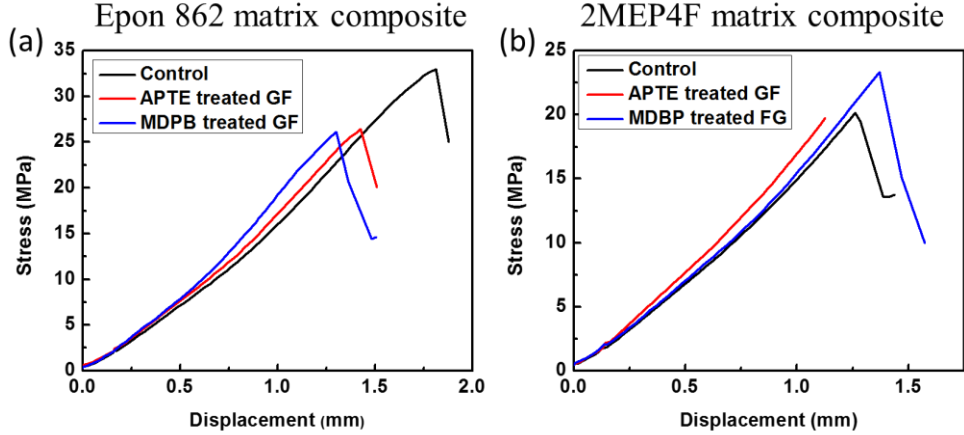 Epon 862 matrix composite
(a)
35
30
25
20
15
10
5
0
Stress (MPa)
Control
APTE treated GF
MDPB treated GF
0.0 0.5 1.0 1.5 2.0
Displacement (mm)
2MEP4F matrix composite
(b)
25
20
15
10
5
0
Stress (MPa)
Control
APTE treated GF
MDBP treated FG
0.0 0.5 1.0 1.5
Displacement (mm)